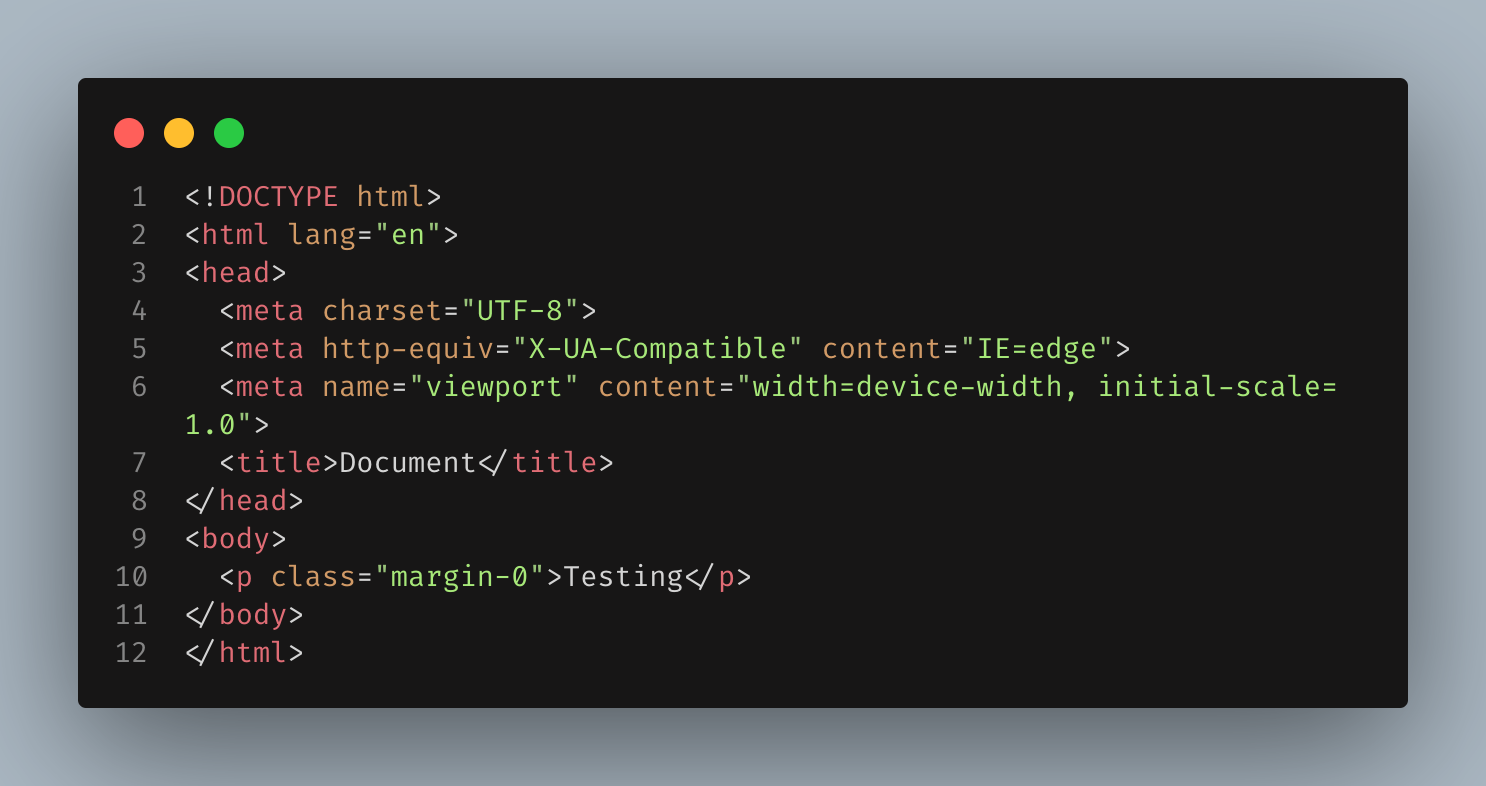 1 <!DOCTYPE html>
2 <html lang="en">
3 <head>
4   <meta charset="UTF-8">
5   <meta http-equiv="X-UA-Compatible" content="IE=edge">
6   <meta name="viewport" content="width=device-width, initial-scale=
1.0">
7   <title>Document</title>
8 </head>
9 <body>
10   <p class="margin-0">Testing</p>
11 </body>
12 </html>